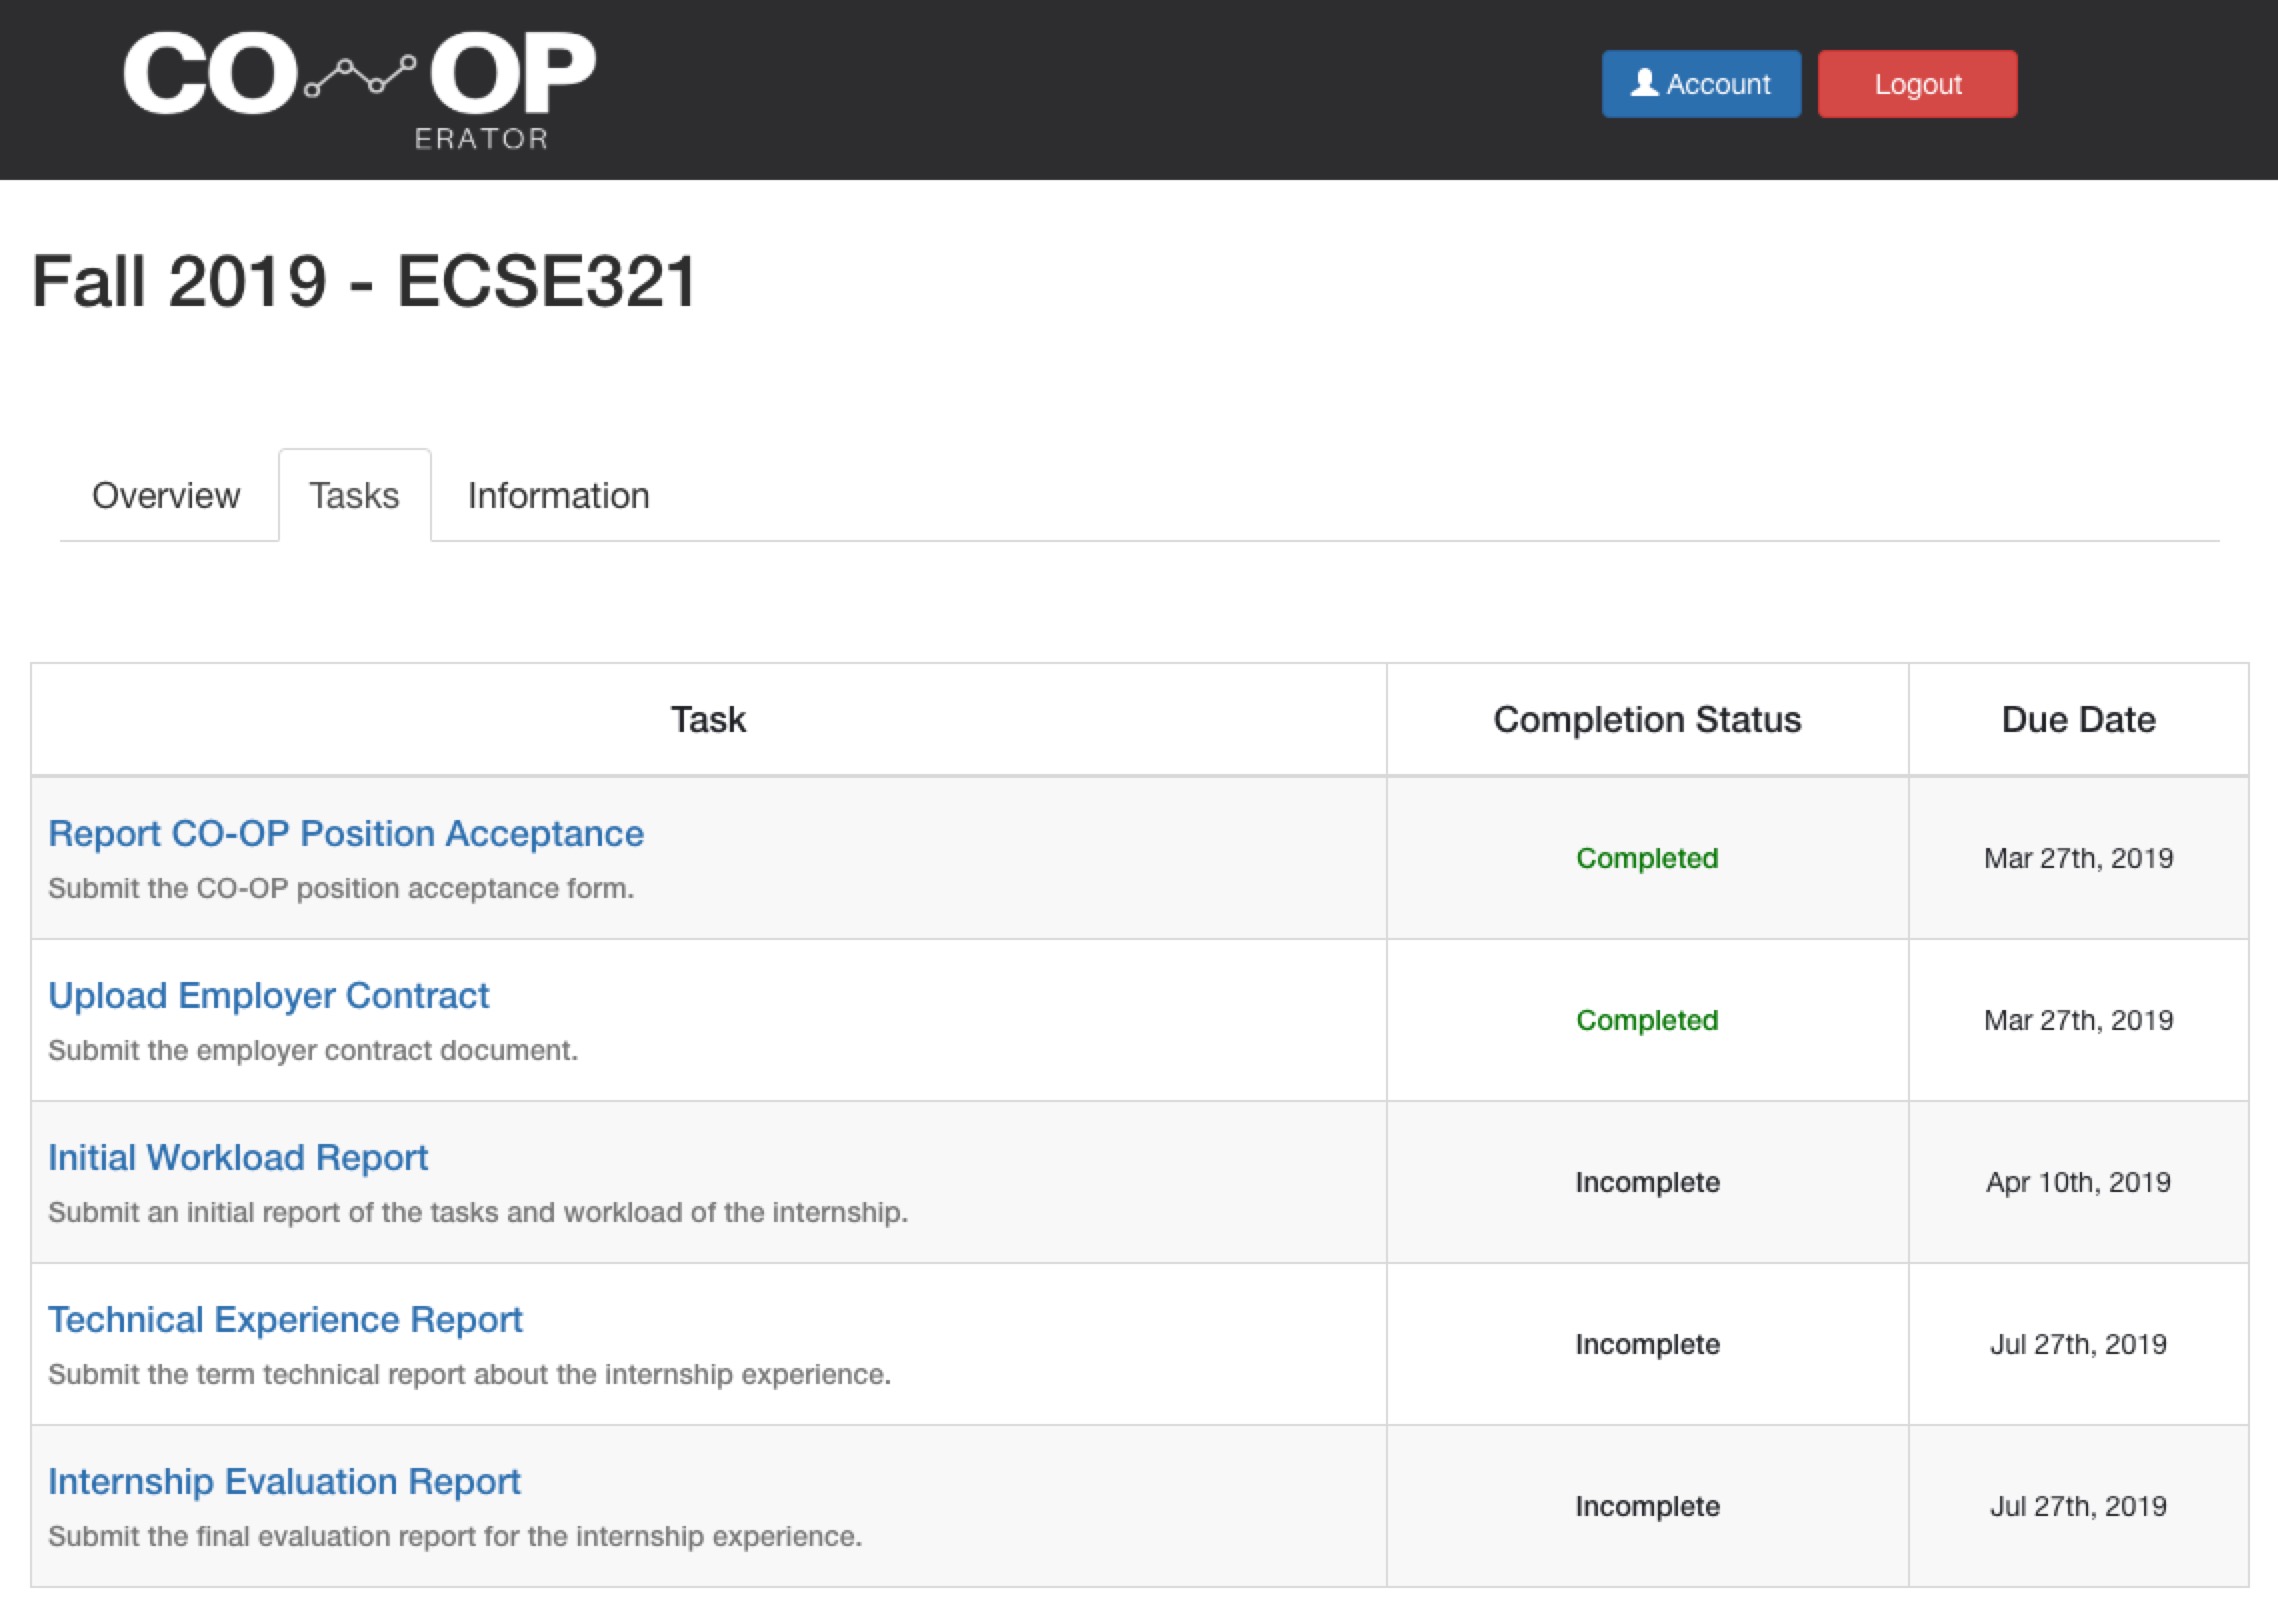 CO OP
ERATOR
Account Logout
Fall 2019 - ECSE321
Overview Tasks Information
Task Completion Status Due Date
Report CO-OP Position Acceptance
Submit the CO-OP position acceptance form.
Completed Mar 27th, 2019
Upload Employer Contract
Submit the employer contract document.
Completed Mar 27th, 2019
Initial Workload Report
Submit an initial report of the tasks and workload of the internship.
Incomplete Apr 10th, 2019
Technical Experience Report
Submit the term technical report about the internship experience.
Incomplete Jul 27th, 2019
Internship Evaluation Report
Submit the final evaluation report for the internship experience.
Incomplete Jul 27th, 2019